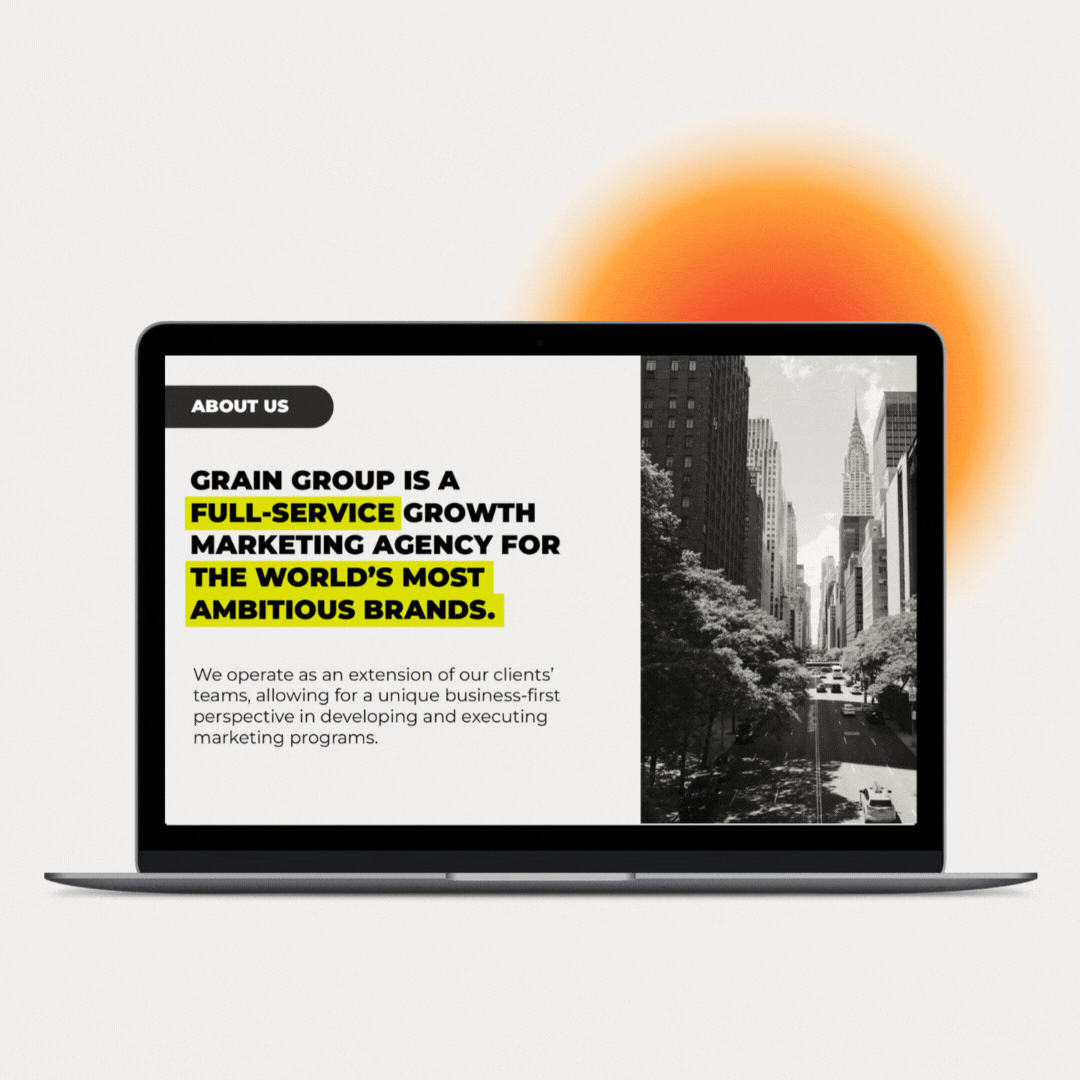 ABOUT US
GRAIN GROUP IS A
FULL-SERVICE GROWTH
MARKETING AGENCY FOR
THE WORLD’S MOST
AMBITIOUS BRANDS.
We operate as an extension of our clients’
teams, allowing for a unique business-first
perspective in developing and executing
marketing programs.